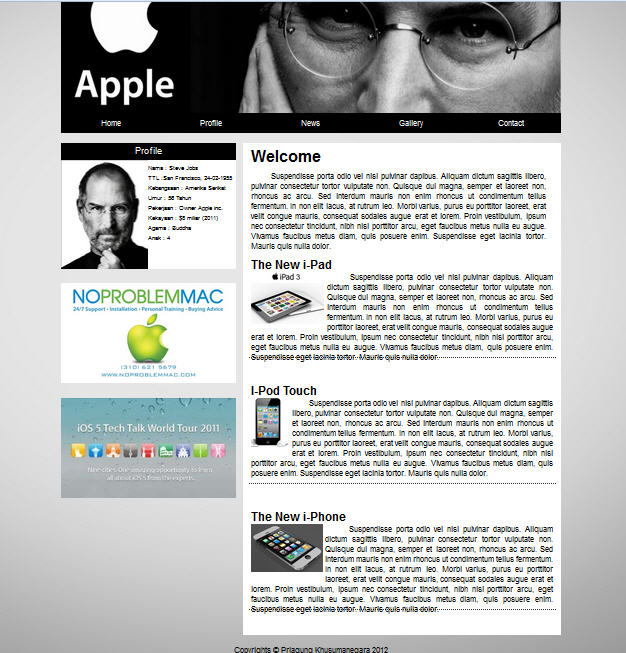 Apple
Home Profile News Gallery Contact
Profile
Name : Steve Jobs
TTL :San Francisco, 24-02-1955
Kebangsaan : Amerika Serikat
Umur : 56 Tahun
Pekerjaan : Owner Apple inc.
Kekayaan : $8 miliar (2011)
Agama : Buddha
Anak : 4
NOPROBLEMMAC
24/7 Support • Installation • Personal Training • Buying Advice
(310) 621 5679
WWW.NOPROBLEMMAC.COM
iOS 5 Tech Talk World Tour 2011
Nine cities. One amazing opportunity to learn
all about iOS 5 from the experts.
Welcome
Suspendisse porta odio vel nisl pulvinar dapibus. Aliquam dictum sagittis libero,
pulvinar consectetur tortor vulputate non. Quisque dui magna, semper et laoreet non,
rhoncus ac arcu. Sed interdum mauris non enim rhoncus ut condimentum tellus
fermentum. In non elit lacus, at rutrum leo. Morbi varius, purus eu porttitor laoreet, erat
velit congue mauris, consequat sodales augue erat et lorem. Proin vestibulum, ipsum
nec consectetur tincidunt, nibh nisl porttitor arcu, eget faucibus metus nulla eu augue.
Vivamus faucibus metus diam, quis posuere enim. Suspendisse eget lacinia tortor.
Mauris quis nulla dolor.
The New i-Pad
iPad 3
Suspendisse porta odio vel nisl pulvinar dapibus. Aliquam
dictum sagittis libero, pulvinar consectetur tortor vulputate non.
Quisque dui magna, semper et laoreet non, rhoncus ac arcu. Sed
interdum mauris non enim rhoncus ut condimentum tellus
fermentum. In non elit lacus, at rutrum leo. Morbi varius, purus eu
porttitor laoreet, erat velit congue mauris, consequat sodales augue
erat et lorem. Proin vestibulum, ipsum nec consectetur tincidunt, nibh nisl porttitor arcu,
eget faucibus metus nulla eu augue. Vivamus faucibus metus diam, quis posuere enim.
Suspendisse eget lacinia tortor. Mauris quis nulla dolor.
I-Pod Touch
Suspendisse porta odio vel nisl pulvinar dapibus. Aliquam dictum sagittis
libero, pulvinar consectetur tortor vulputate non. Quisque dui magna, semper
et laoreet non, rhoncus ac arcu. Sed interdum mauris non enim rhoncus ut
condimentum tellus fermentum. In non elit lacus, at rutrum leo. Morbi varius,
purus eu porttitor laoreet, erat velit congue mauris, consequat sodales augue
erat et lorem. Proin vestibulum, ipsum nec consectetur tincidunt, nibh nisl
porttitor arcu, eget faucibus metus nulla eu augue. Vivamus faucibus metus diam, quis
posuere enim. Suspendisse eget lacinia tortor. Mauris quis nulla dolor.
The New i-Phone
Suspendisse porta odio vel nisl pulvinar dapibus. Aliquam
dictum sagittis libero, pulvinar consectetur tortor vulputate non.
Quisque dui magna, semper et laoreet non, rhoncus ac arcu. Sed
interdum mauris non enim rhoncus ut condimentum tellus fermentum.
In non elit lacus, at rutrum leo. Morbi varius, purus eu porttitor
laoreet, erat velit congue mauris, consequat sodales augue erat et
lorem. Proin vestibulum, ipsum nec consectetur tincidunt, nibh nisl porttitor arcu, eget
faucibus metus nulla eu augue. Vivamus faucibus metus diam, quis posuere enim.
Suspendisse eget lacinia tortor. Mauris quis nulla dolor.
Copyrights © Priagung Khusumanegara 2012